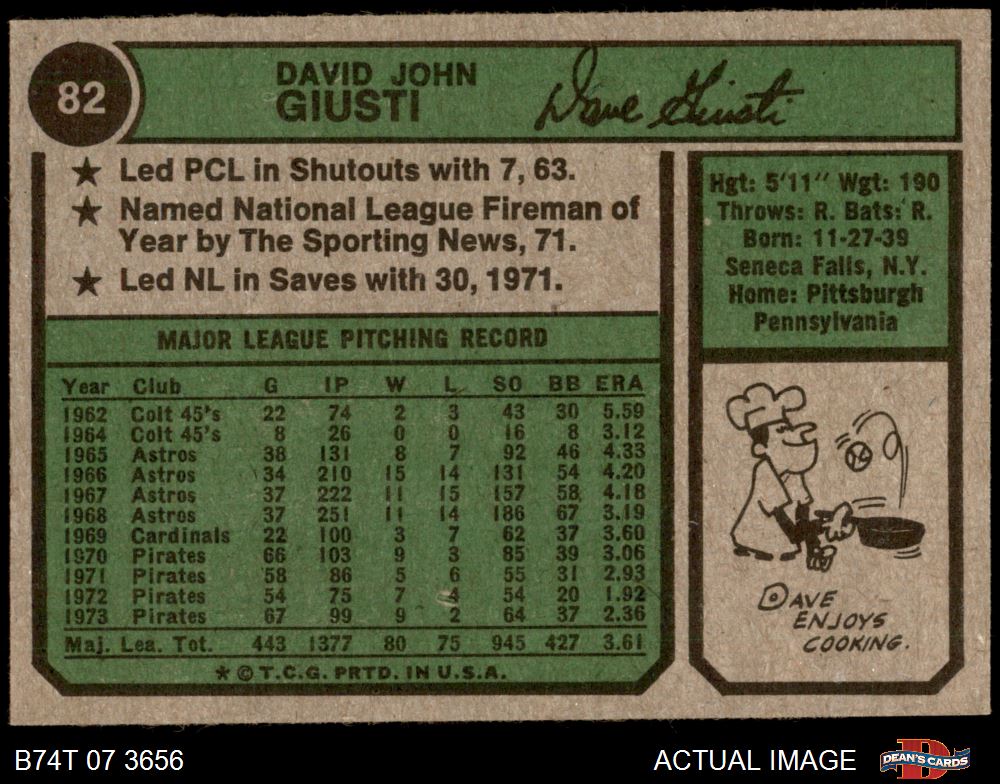 82
DAVID JOHN
GIUSTI
Dave Giusti
★ Led PCL in Shutouts with 7, 63.
★ Named National League Fireman of
Year by The Sporting News, 71.
★ Led NL in Saves with 30, 1971.
Hgt: 5'11" Wgt: 190
Throws: R. Bats: R.
Born: 11-27-39
Seneca Falls, N.Y.
Home: Pittsburgh
Pennsylvania
MAJOR LEAGUE PITCHING RECORD
Year Club G IP W L SO BB ERA
1962 Colt 45's 22 74 2 3 43 30 5.59
1964 Colt 45's 8 26 0 0 16 8 3.12
1965 Astros 38 131 8 7 92 46 4.33
1966 Astros 34 210 15 14 131 54 4.20
1967 Astros 37 222 11 15 157 58 4.18
1968 Astros 37 251 11 14 186 67 3.19
1969 Cardinals 22 100 3 7 62 37 3.60
1970 Pirates 66 103 9 3 85 39 3.06
1971 Pirates 58 86 5 6 55 31 2.93
1972 Pirates 54 75 7 4 54 20 1.92
1973 Pirates 67 99 9 2 64 37 2.36
Maj. Lea. Tot. 443 1377 80 75 945 427 3.61
★ © T.C.G. PRTD. IN U.S.A.
DAVE
ENJOYS
COOKING.
B74T 07 3656
ACTUAL IMAGE
D
DEAN'S CARDS